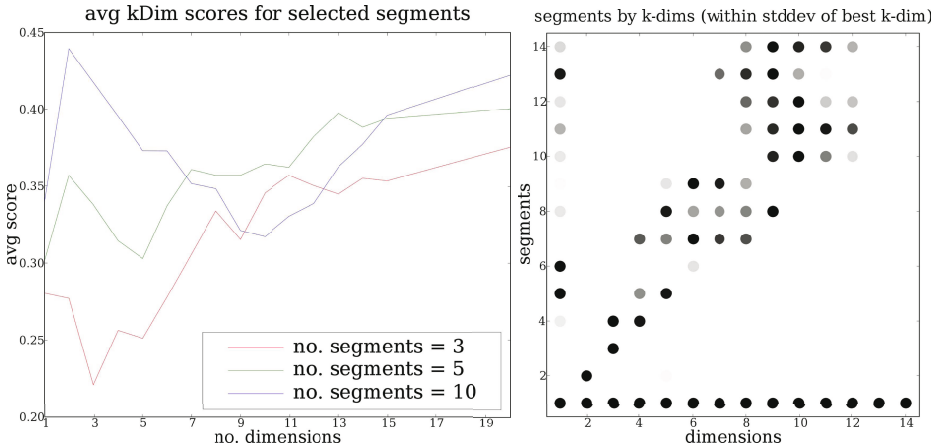 avg kDim scores for selected segments
0.45
0.40
0.35
0.30
0.25
0.20
avg score
1 3 5 7 9 11 13 15 17 19
no. dimensions
no. segments = 3
no. segments = 5
no. segments = 10
segments by k-dims (within stddev of best k-dim)
14
12
10
8
6
4
2
segments
2 4 6 8 10 12 14
dimensions